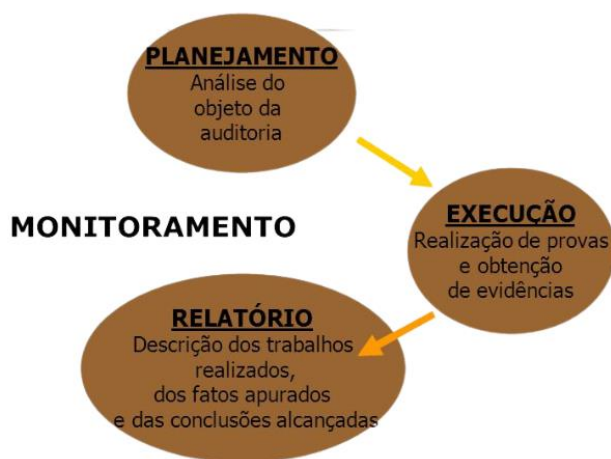 PLANEJAMENTO
Análise do
objeto da
auditoria
MONITORAMENTO
EXECUÇÃO
Realização de provas
e obtenção
de evidências
RELATÓRIO
Descrição dos trabalhos
realizados,
dos fatos apurados
e das conclusões alcançadas